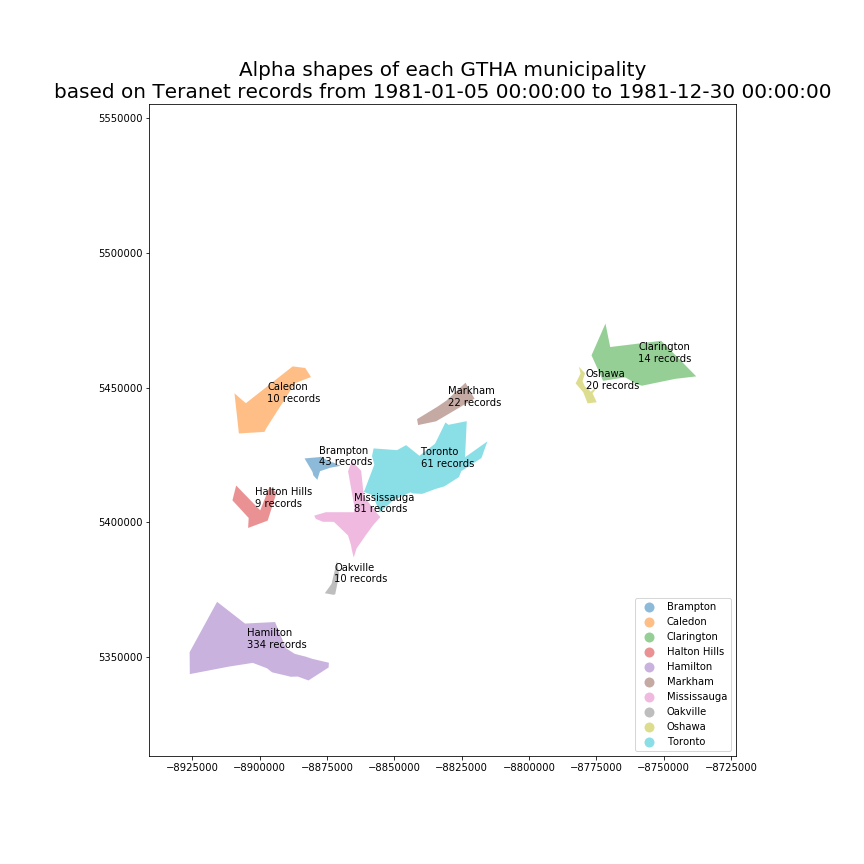 Alpha shapes of each GTHA municipality
based on Teranet records from 1981-01-05 00:00:00 to 1981-12-30 00:00:00
5550000
5500000
5450000
5400000
5350000
Clarington
14 records
Oshawa
20 records
Caledon
10 records
Markham
22 records
Brampton
43 records
Toronto
61 records
Halton Hills
9 records
Mississauga
81 records
Oakville
10 records
Hamilton
334 records
Brampton
Caledon
Clarington
Halton Hills
Hamilton
Markham
Mississauga
Oakville
Oshawa
Toronto
−8925000 −8900000 −8875000 −8850000 −8825000 −8800000 −8775000 −8750000 −8725000